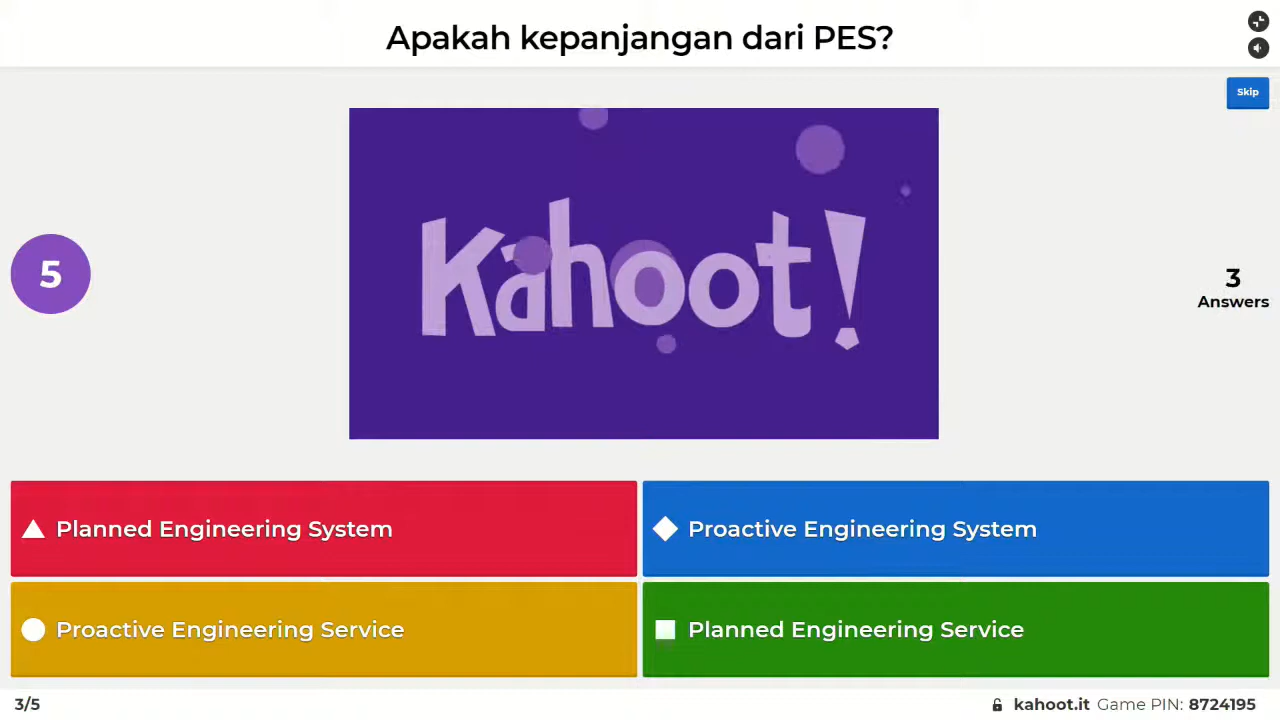 Apakah kepanjangan dari PES?
Skip
Kahoot!
5
3
Answers
Planned Engineering System
Proactive Engineering System
Proactive Engineering Service
Planned Engineering Service
3/5
kahoot.it Game PIN: 8724195